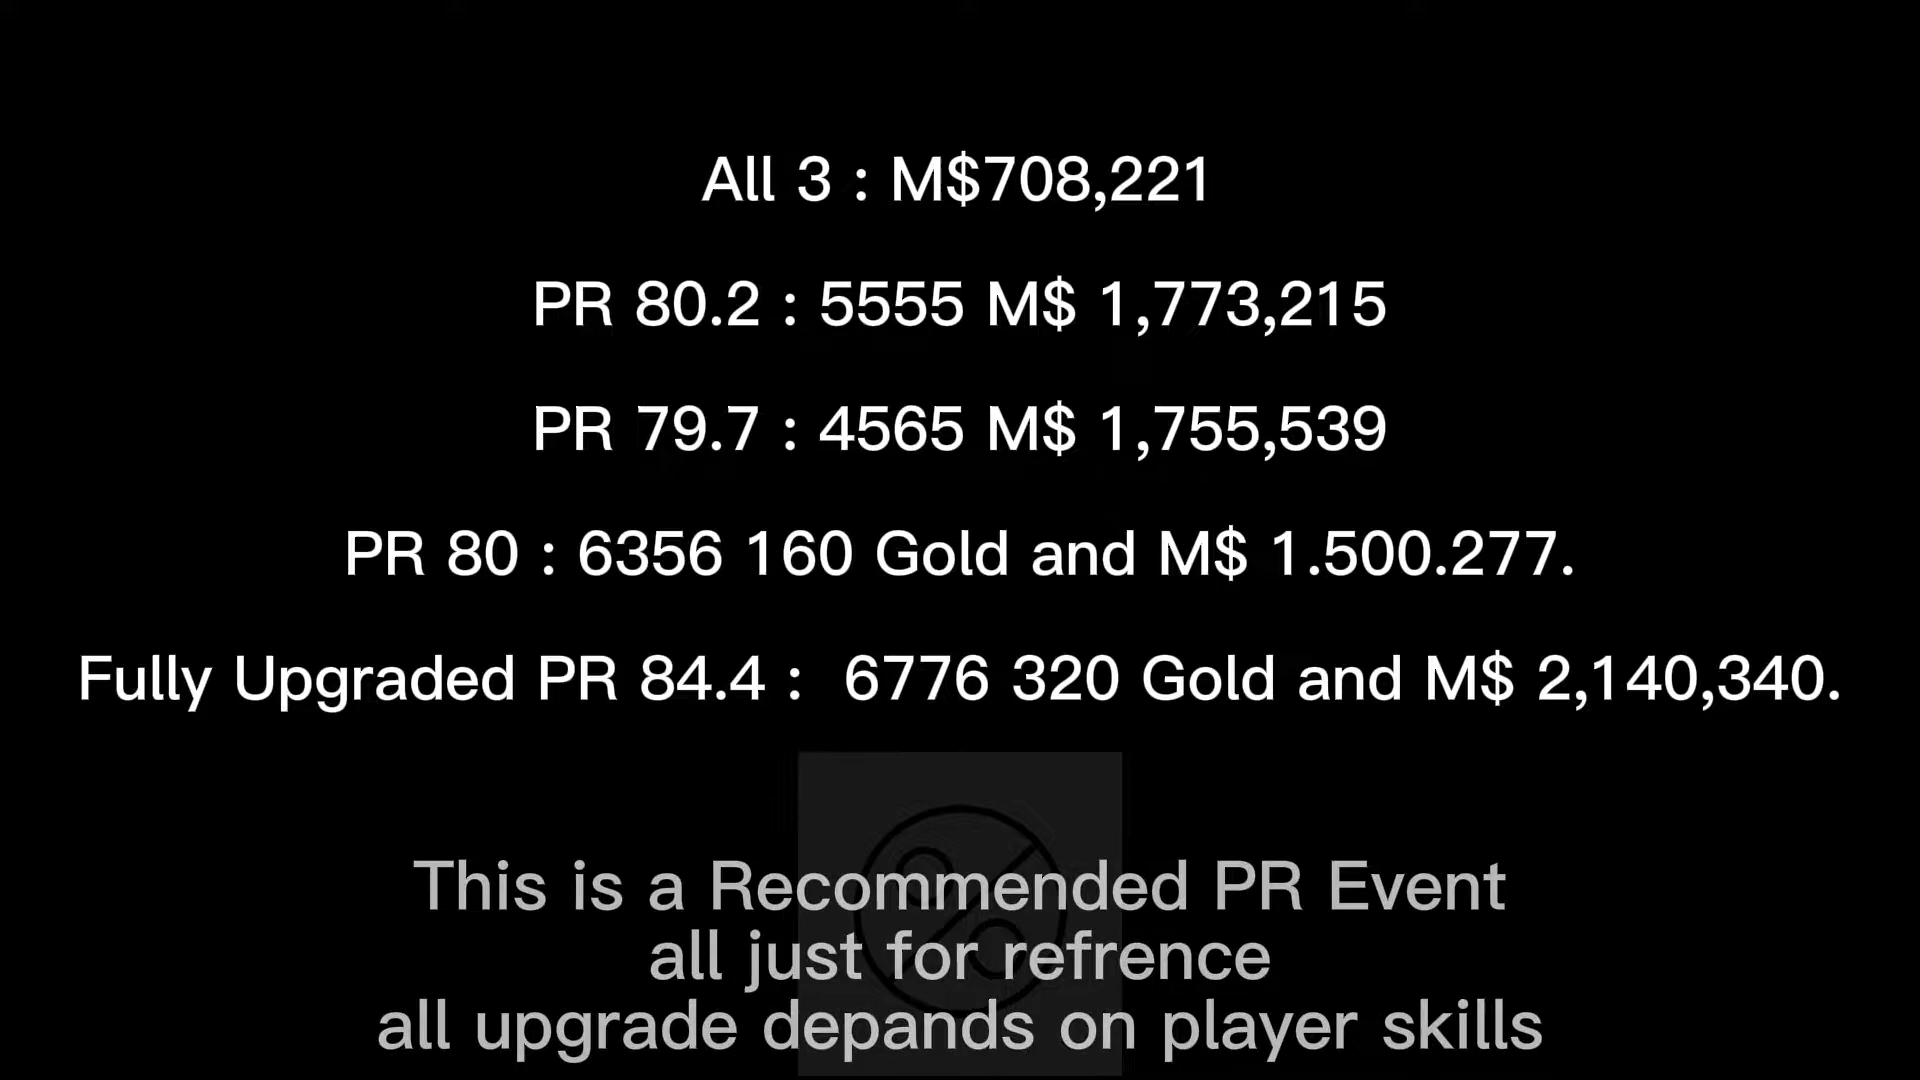 All 3 : M$708,221
PR 80.2 : 5555 M$ 1,773,215
PR 79.7 : 4565 M$ 1,755,539
PR 80 : 6356 160 Gold and M$ 1.500.277.
Fully Upgraded PR 84.4 :  6776 320 Gold and M$ 2,140,340.
This is a Recommended PR Event
all just for refrence
all upgrade depands on player skills